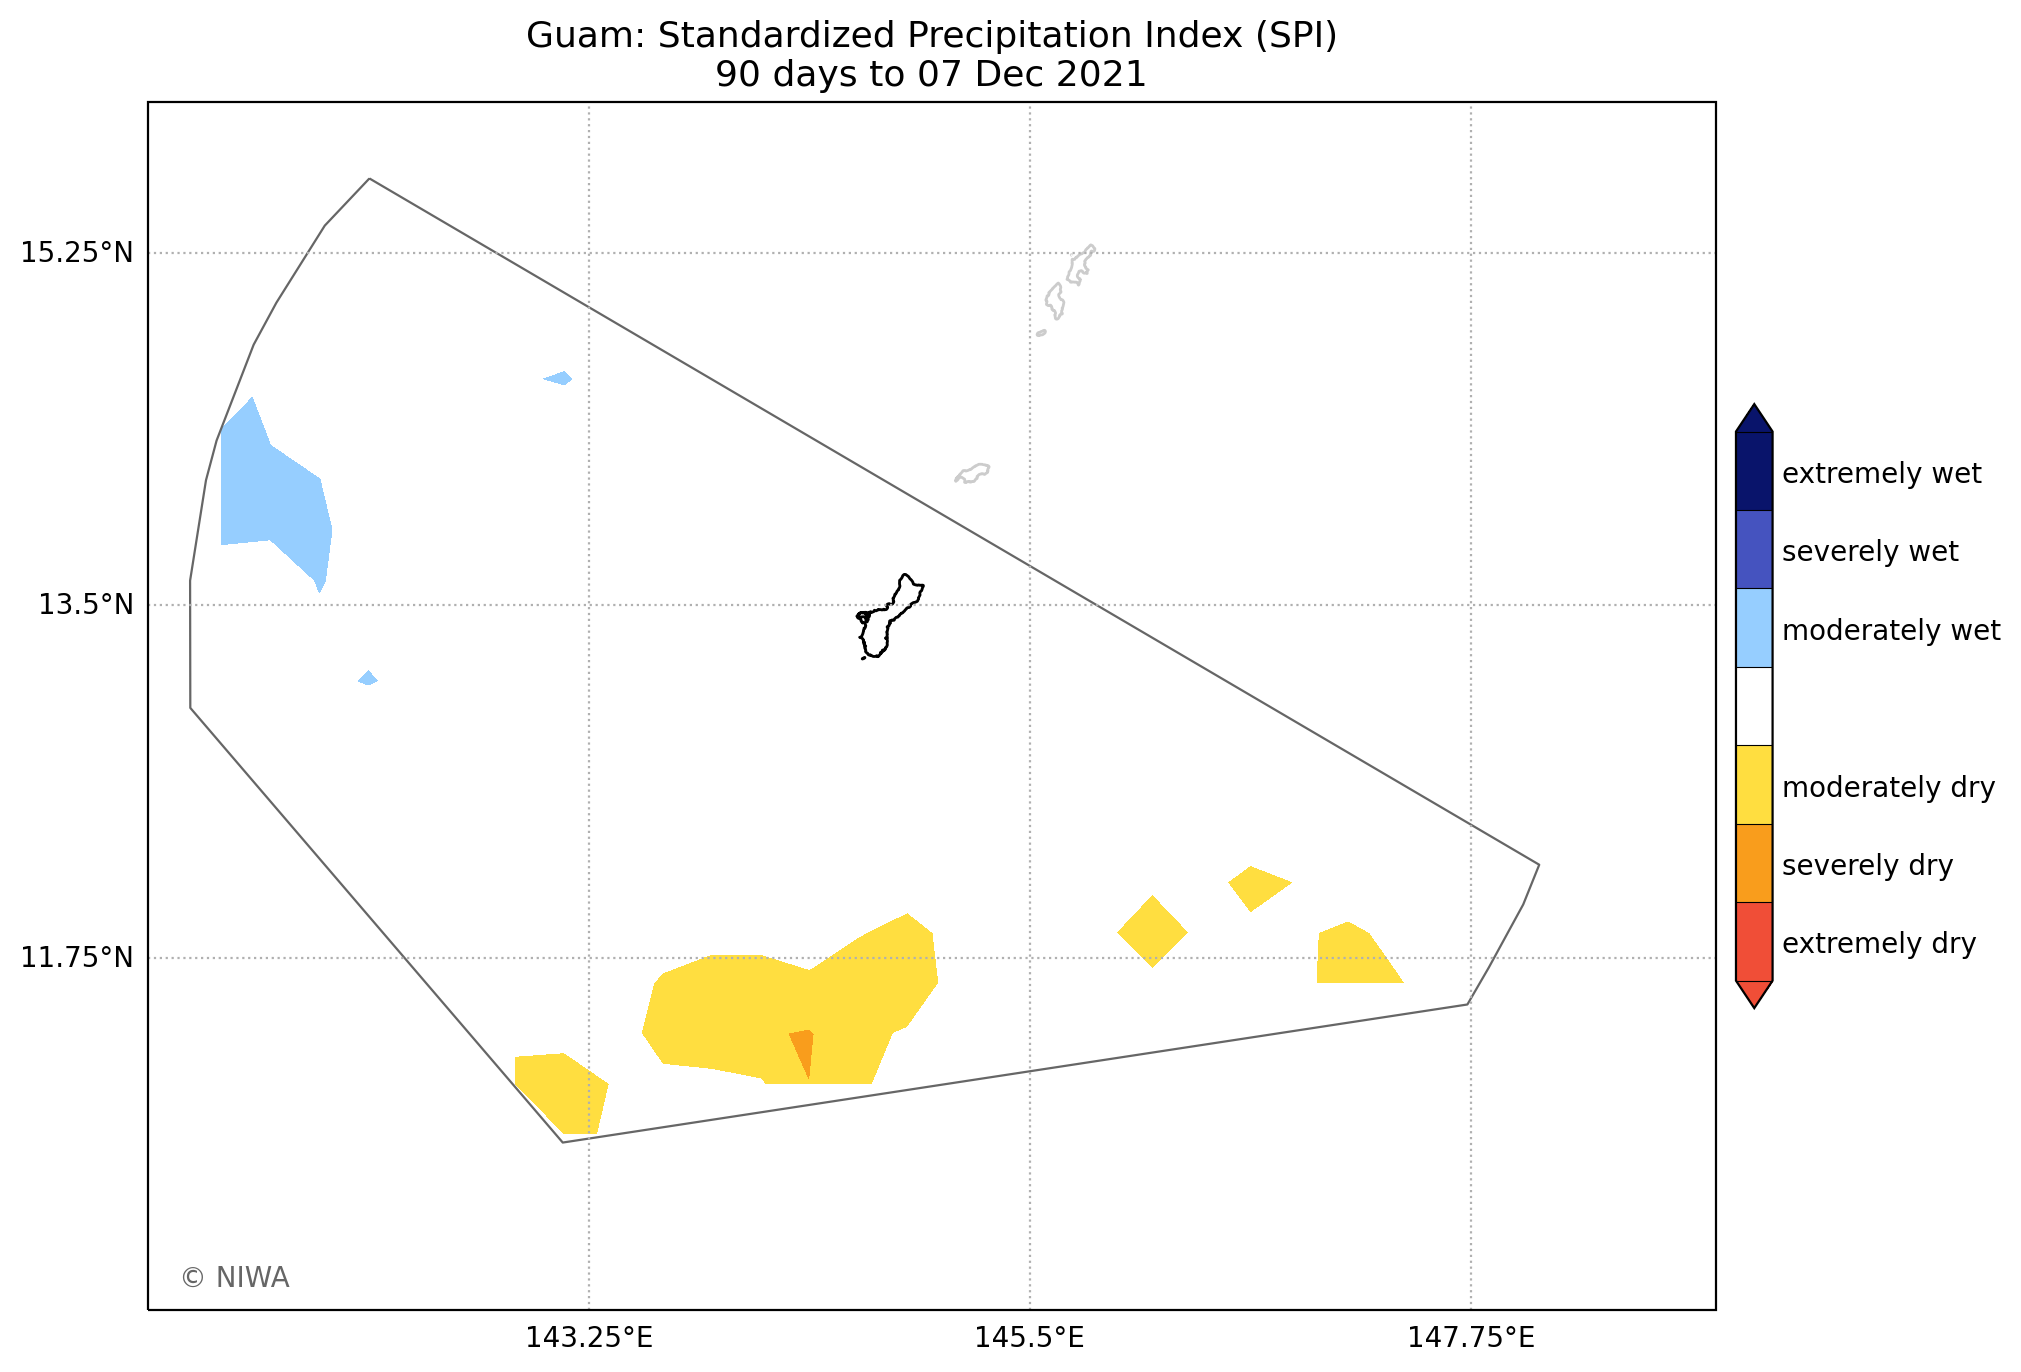 Guam: Standardized Precipitation Index (SPI)
90 days to 07 Dec 2021
15.25°N
13.5°N
11.75°N
143.25°E
145.5°E
147.75°E
extremely wet
severely wet
moderately wet
moderately dry
severely dry
extremely dry
© NIWA